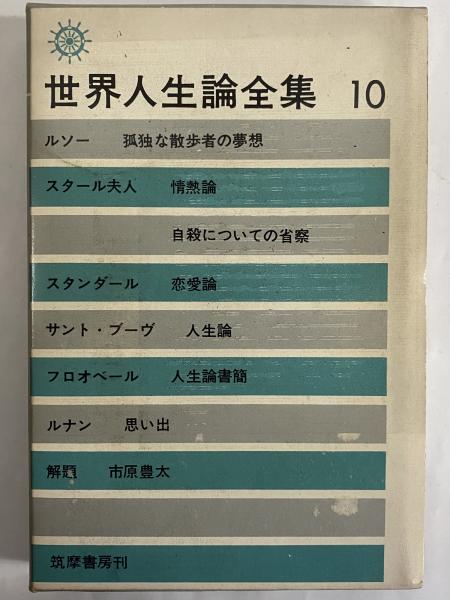 世界人生論全集 10
ルソー 孤独な散歩者の夢想
スタール夫人 情熱論
自殺についての省察
スタンダール 恋愛論
サント・ブーヴ 人生論
フロオベール 人生論書簡
ルナン 思い出
解題 市原豊太
筑摩書房刊